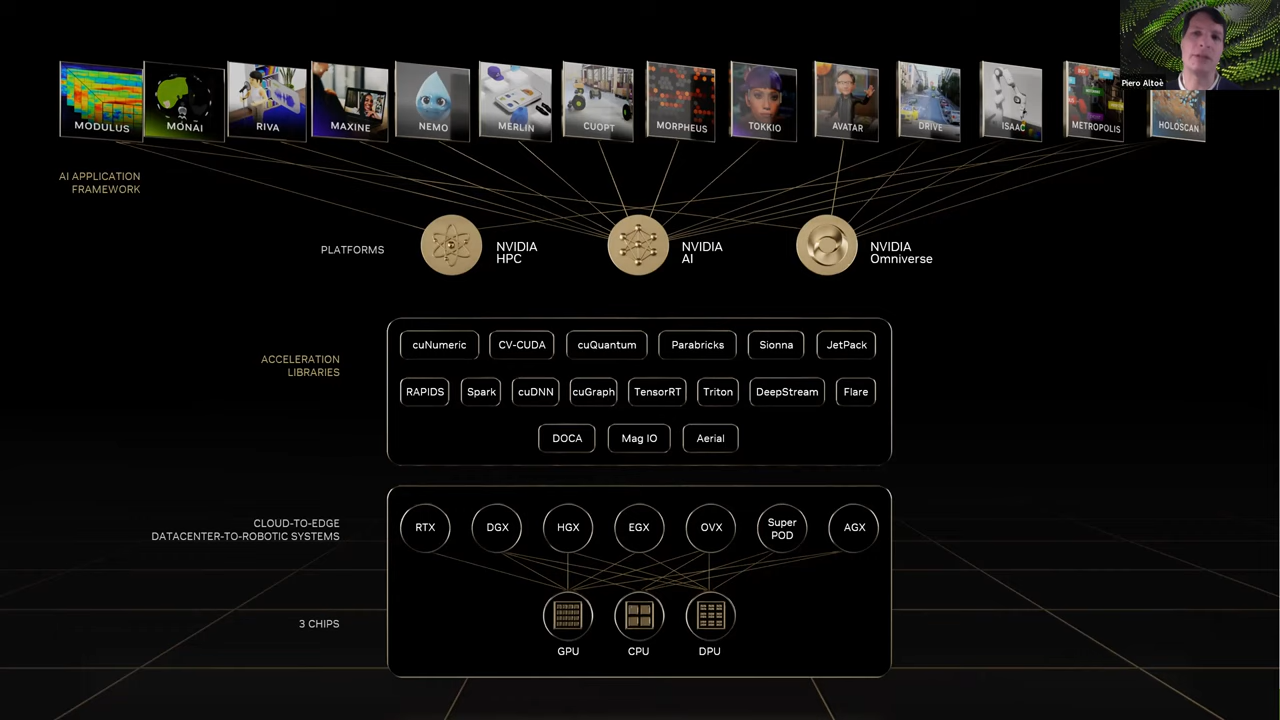 Piero Altoè
MODULUS
MONAI
RIVA
MAXINE
NEMO
MERLIN
CUOPT
MORPHEUS
TOKKIO
AVATAR
DRIVE
ISAAC
METROPOLIS
HOLOSCAN
AI APPLICATION
FRAMEWORK
PLATFORMS
NVIDIA
HPC
NVIDIA
AI
NVIDIA
Omniverse
ACCELERATION
LIBRARIES
cuNumeric
CV-CUDA
cuQuantum
Parabricks
Sionna
JetPack
RAPIDS
Spark
cuDNN
cuGraph
TensorRT
Triton
DeepStream
Flare
DOCA
Mag IO
Aerial
CLOUD-TO-EDGE
DATACENTER-TO-ROBOTIC SYSTEMS
RTX
DGX
HGX
EGX
OVX
Super
POD
AGX
3 CHIPS
GPU
CPU
DPU